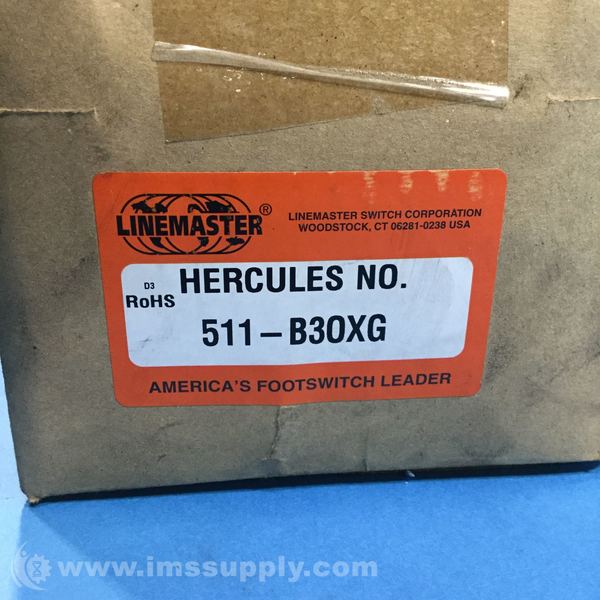 LINEMASTER ®
LINEMASTER SWITCH CORPORATION
WOODSTOCK, CT 06281-0238 USA
D3
RoHS
HERCULES NO.
511-B30XG
AMERICA'S FOOTSWITCH LEADER
www.imssupply.com